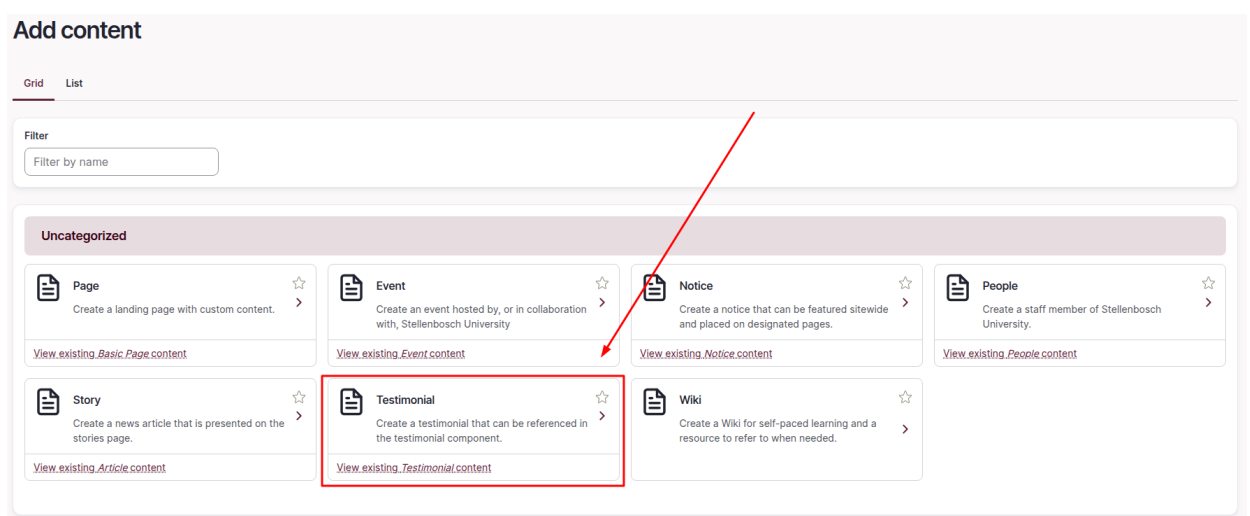 Add content
Grid
List
Filter
Filter by name
Uncategorized
Page
Create a landing page with custom content.
View existing Basic Page content
Event
Create an event hosted by, or in collaboration
with, Stellenbosch University
View existing Event content
Notice
Create a notice that can be featured sitewide
and placed on designated pages.
View existing Notice content
People
Create a staff member of Stellenbosch
University.
View existing People content
Story
Create a news article that is presented on the
stories page.
View existing Article content
Testimonial
Create a testimonial that can be referenced in
the testimonial component.
View existing Testimonial content
Wiki
Create a Wiki for self-paced learning and a
resource to refer to when needed.